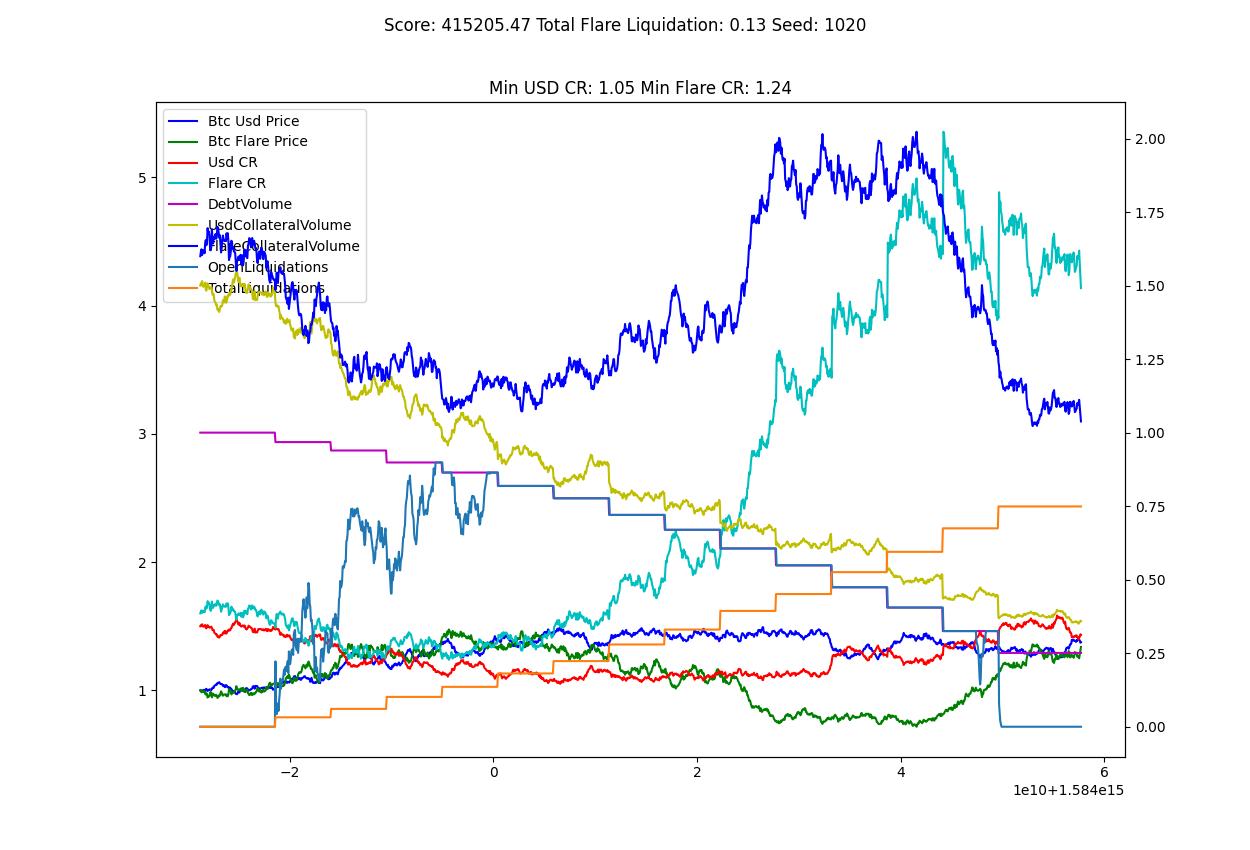 Score: 415205.47 Total Flare Liquidation: 0.13 Seed: 1020
Min USD CR: 1.05 Min Flare CR: 1.24
Btc Usd Price
Btc Flare Price
Usd CR
Flare CR
DebtVolume
UsdCollateralVolume
FlareCollateralVolume
OpenLiquidations
TotalLiquidations
5
4
3
2
1
2.00
1.75
1.50
1.25
1.00
0.75
0.50
0.25
0.00
−2 0 2 4 6
1e10+1.584e15